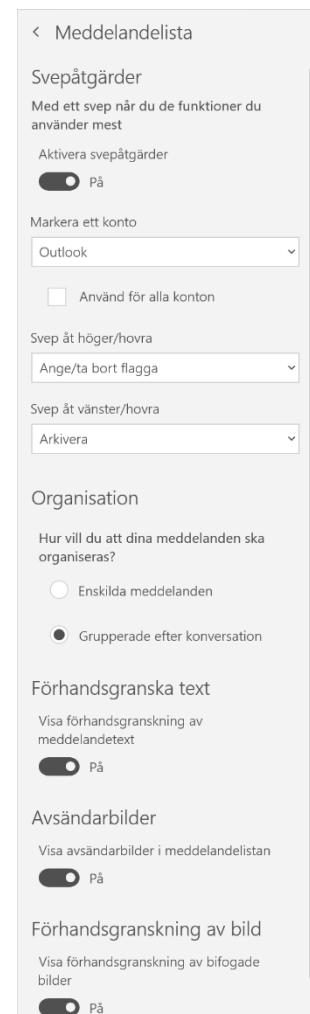 Meddelandelista
Svepåtgärder
Med ett svep når du de funktioner du
använder mest
Aktivera svepåtgärder
På
Markera ett konto
Outlook
Använd för alla konton
Svep åt höger/hovra
Ange/ta bort flagga
Svep åt vänster/hovra
Arkivera
Organisation
Hur vill du att dina meddelanden ska
organiseras?
Enskilda meddelanden
Grupperade efter konversation
Förhandsgranska text
Visa förhandsgranskning av
meddelandetext
På
Avsändarbilder
Visa avsändarbilder i meddelandelistan
På
Förhandsgranskning av bild
Visa förhandsgranskning av bifogade
bilder
På